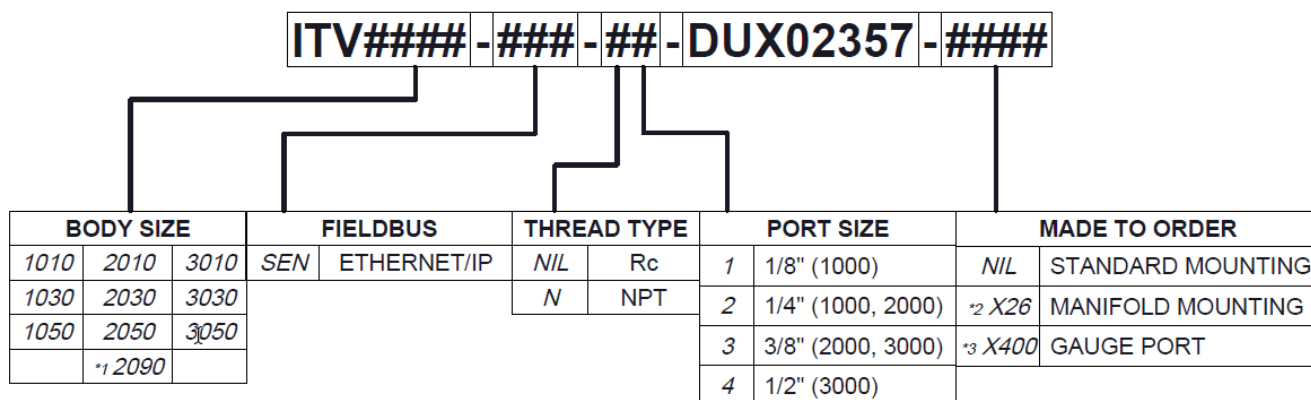 ITV####-###-##-DUX02357-####
BODY SIZE FIELDBUS THREAD TYPE PORT SIZE MADE TO ORDER
1010 2010 3010 SEN ETHERNET/IP NIL Rc 1 1/8" (1000) NIL STANDARD MOUNTING
1030 2030 3030 N NPT 2 1/4" (1000, 2000) *2 X26 MANIFOLD MOUNTING
1050 2050 3050 3 3/8" (2000, 3000) *3 X400 GAUGE PORT
*1 2090 4 1/2" (3000)